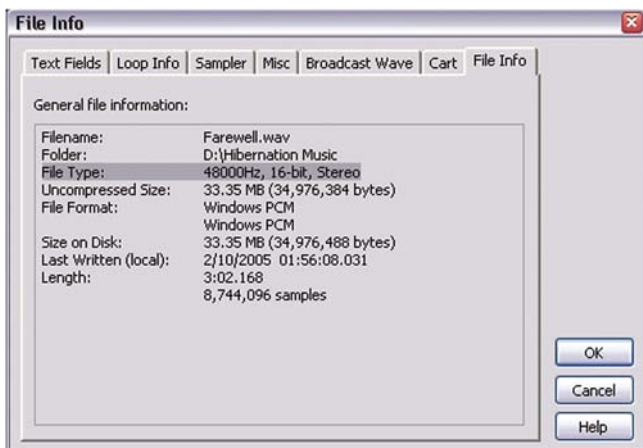 File Info
Text Fields Loop Info Sampler Misc Broadcast Wave Cart File Info
General file information:
Filename: Farewell.wav
Folder: D:\Hibernation Music
File Type: 48000Hz, 16-bit, Stereo
Uncompressed Size: 33.35 MB (34,976,384 bytes)
File Format: Windows PCM
Windows PCM
Size on Disk: 33.35 MB (34,976,488 bytes)
Last Written (local): 2/10/2005 01:56:08.031
Length: 3:02.168
8,744,096 samples
OK
Cancel
Help